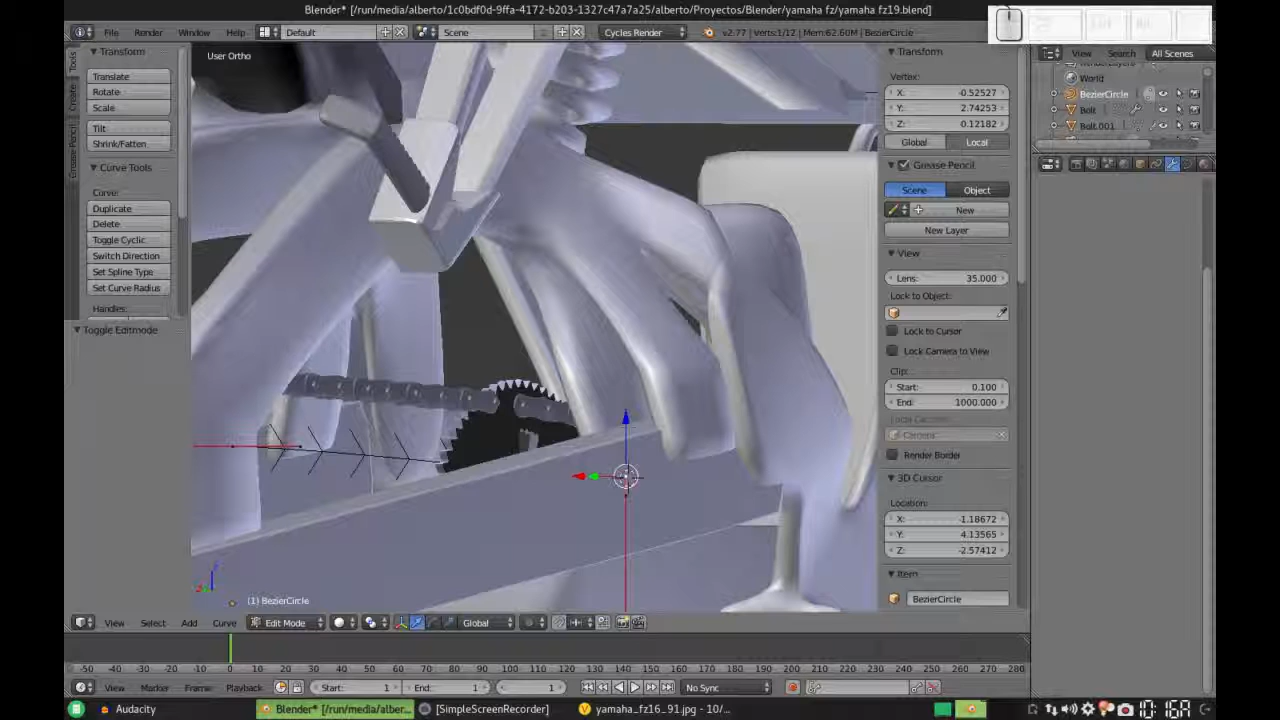 Blender* [/run/media/alberto/1c0bdf0d-9ffa-4172-b203-1327c47a7a25/alberto/Proyectos/Blender/yamaha fz/yamaha fz19.blend]
File Render Window Help Default Scene Cycles Render v2.77 | Verts:1/12 | Mem:62.60M | BezierCircle
View Search All Scenes
World
BezierCircle
Bolt
Bolt.001
Tools
Create
Grease Pencil
Transform
Translate
Rotate
Scale
Tilt
Shrink/Fatten
Curve Tools
Curve:
Duplicate
Delete
Toggle Cyclic
Switch Direction
Set Spline Type
Set Curve Radius
Handles:
Toggle Editmode
User Ortho
(1) BezierCircle
Transform
Vertex:
X: -0.52527
Y: 2.74253
Z: 0.12182
Global Local
Grease Pencil
Scene Object
New
New Layer
View
Lens: 35.000
Lock to Object:
Lock to Cursor
Lock Camera to View
Clip:
Start: 0.100
End: 1000.000
Local Camera:
Camera
Render Border
3D Cursor
Location:
X: -1.18672
Y: 4.13565
Z: -2.57412
Item
BezierCircle
View Select Add Curve Edit Mode Global
-50 -40 -30 -20 -10 0 10 20 30 40 50 60 70 80 90 100 110 120 130 140 150 160 170 180 190 200 210 220 230 240 250 260 270 280
View Marker Frame Playback Start: 1 End: 1 1 No Sync
Audacity Blender* [/run/media/alber... [SimpleScreenRecorder] yamaha_fz16_91.jpg - 10/...